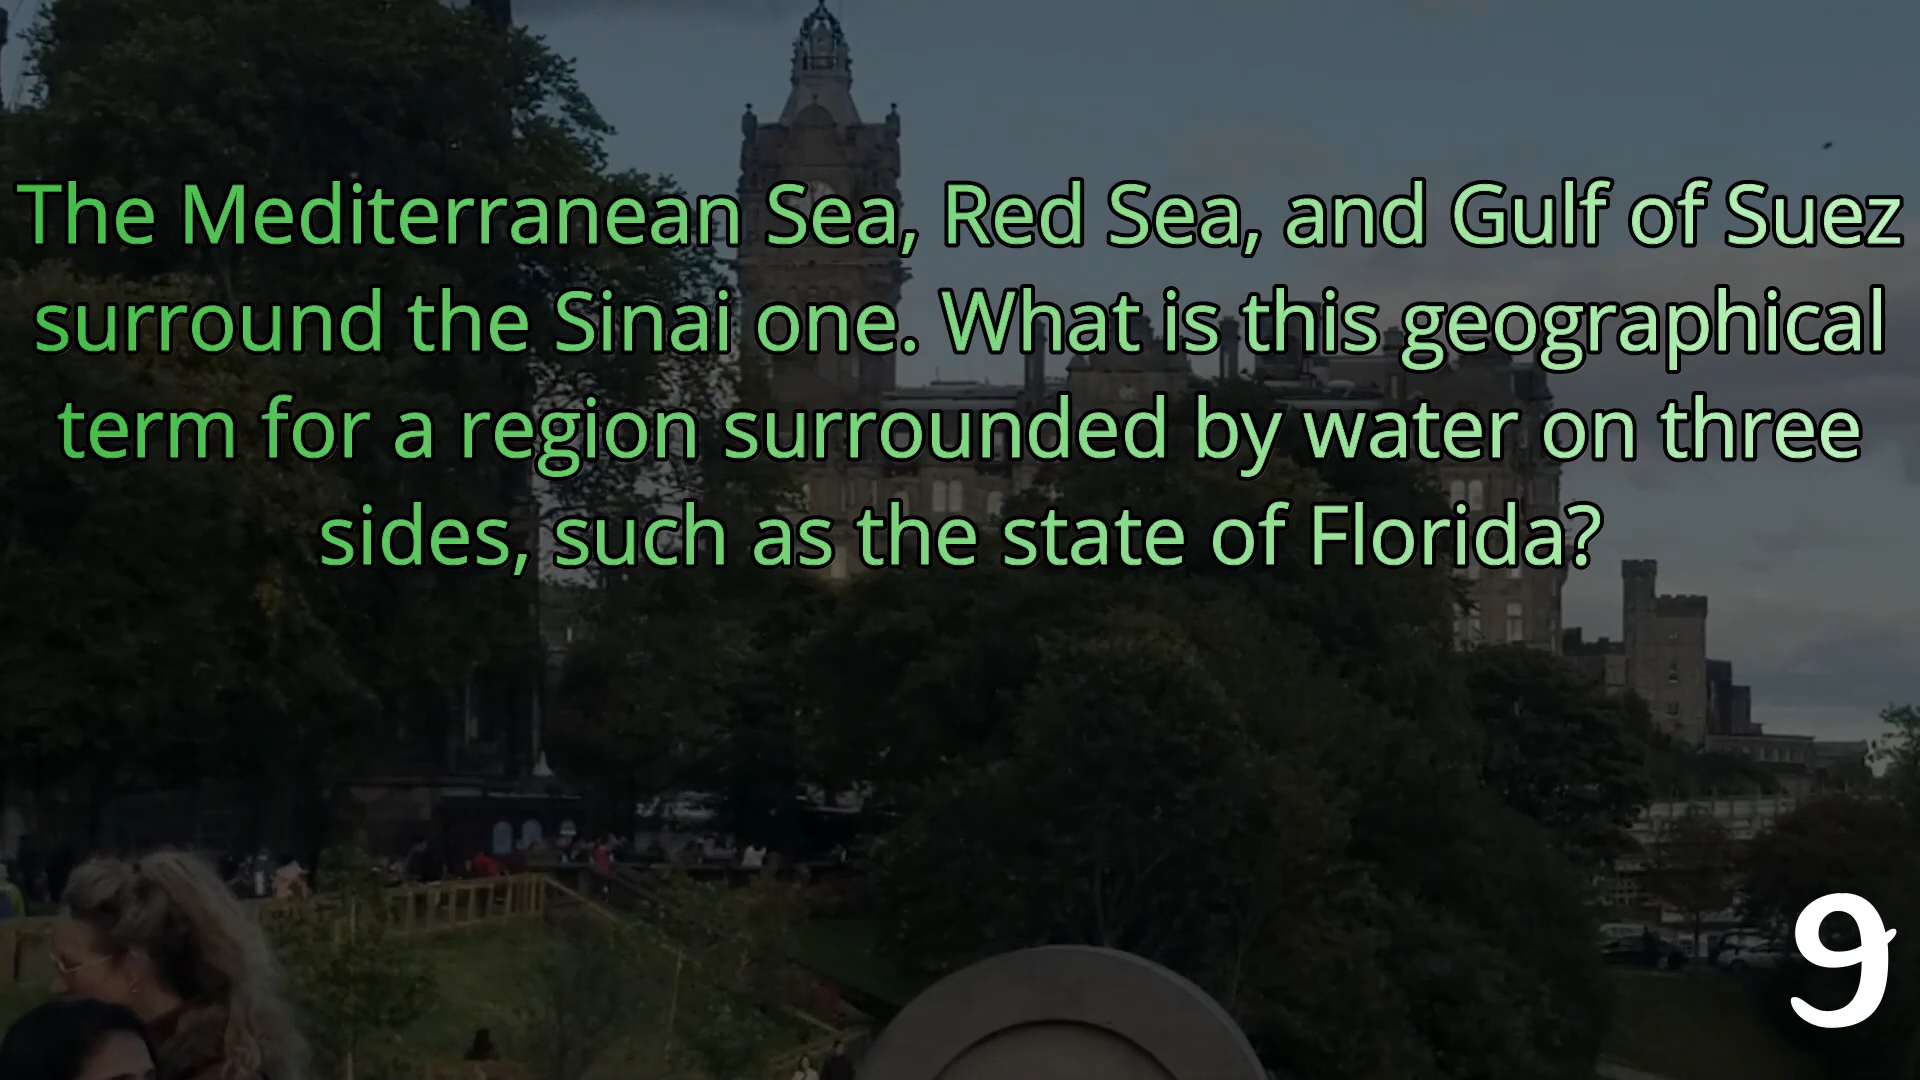 The Mediterranean Sea, Red Sea, and Gulf of Suez
surround the Sinai one. What is this geographical
term for a region surrounded by water on three
sides, such as the state of Florida?
9